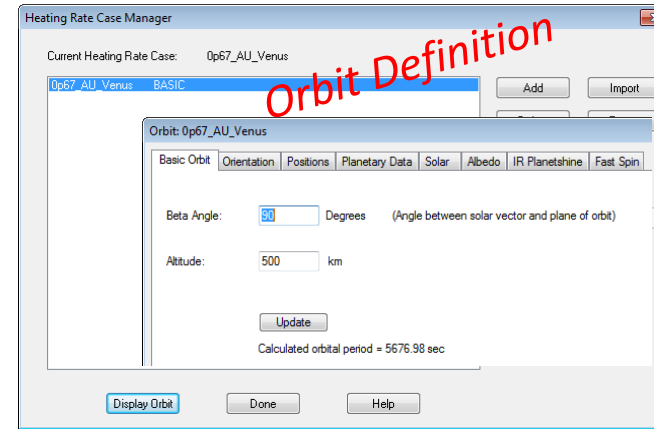 Heating Rate Case Manager
Current Heating Rate Case: 0p67_AU_Venus
Orbit Definition
0p67_AU_Venus BASIC
Add Import
Orbit: 0p67_AU_Venus
Basic Orbit Orientation Positions Planetary Data Solar Albedo IR Planetshine Fast Spin
Beta Angle: 90 Degrees (Angle between solar vector and plane of orbit)
Altitude: 500 km
Update
Calculated orbital period = 5676.98 sec
Display Orbit Done Help